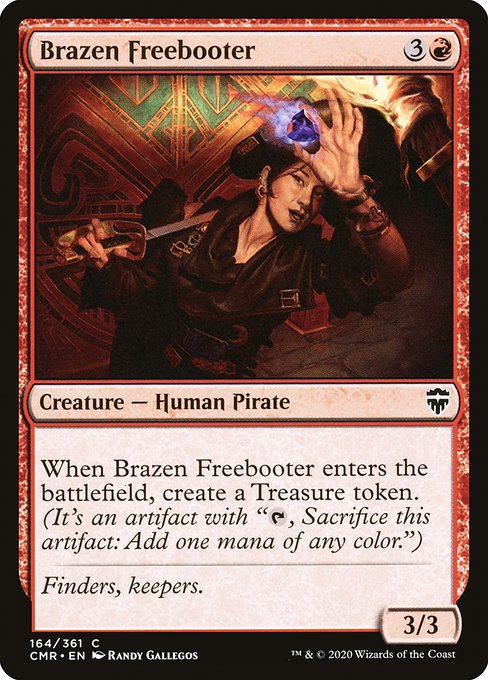 Brazen Freebooter 3
Creature — Human Pirate
When Brazen Freebooter enters the
battlefield, create a Treasure token.
(It's an artifact with “, Sacrifice this
artifact: Add one mana of any color.”)
Finders, keepers.
3/3
164/361 C
CMR • EN Randy Gallegos
™ & © 2020 Wizards of the Coast